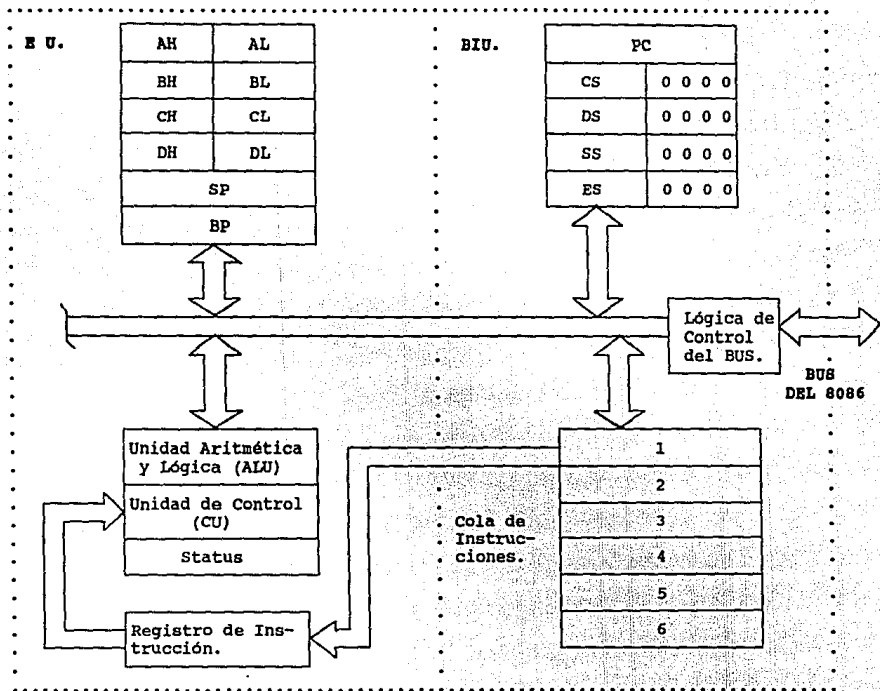 E U.
AH AL
BH BL
CH CL
DH DL
SP
BP
BIU.
PC
CS 0 0 0 0
DS 0 0 0 0
SS 0 0 0 0
ES 0 0 0 0
Lógica de
Control
del BUS.
BUS
DEL 8086
Unidad Aritmética
y Lógica (ALU)
Unidad de Control
(CU)
Status
Registro de Ins-
trucción.
Cola de
Instruc-
ciones.
1
2
3
4
5
6